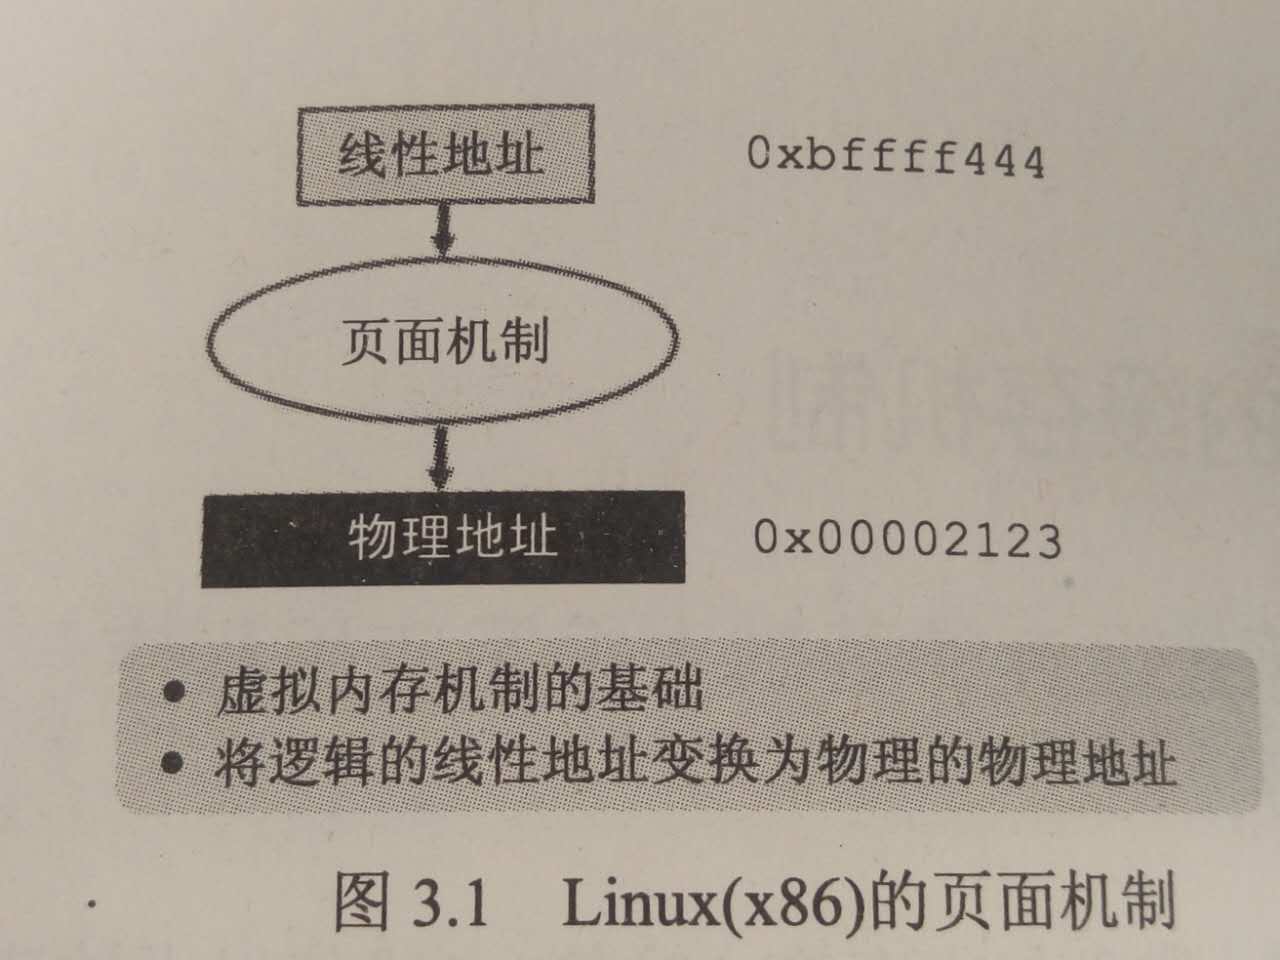 线性地址 0xbffff444
页面机制
物理地址 0x00002123
● 虚拟内存机制的基础
● 将逻辑的线性地址变换为物理的物理地址
图 3.1 Linux(x86)的页面机制